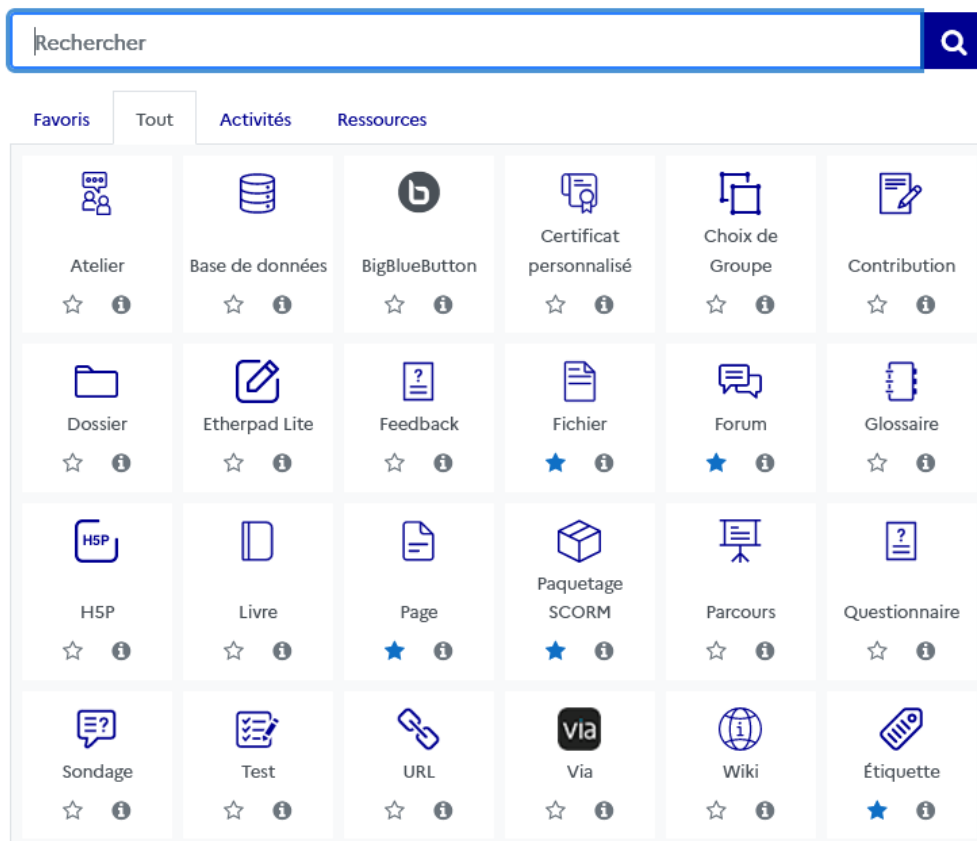 Rechercher
Favoris Tout Activités Ressources
Atelier
Base de données
BigBlueButton
Certificat
personnalisé
Choix de
Groupe
Contribution
Dossier
Etherpad Lite
?
Feedback
Fichier
Forum
Glossaire
H5P
H5P
Livre
Page
Paquetage
SCORM
Parcours
?
Questionnaire
?
Sondage
Test
URL
via
Via
i
Wiki
Étiquette